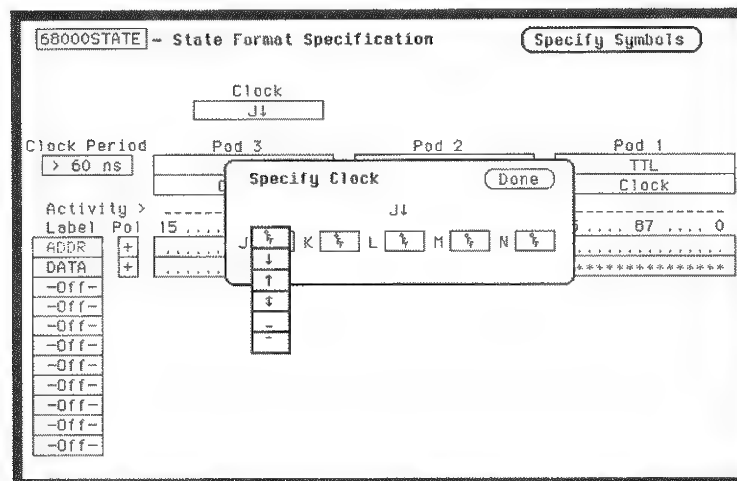 68000STATE - State Format Specification Specify Symbols
Clock
J↓
Clock Period Pod 3 Pod 2 Pod 1
> 60 ns TTL
Specify Clock Done
Clock
J↓
Activity > 
Label Pol 15 .... .... 87 .... 0
J K L M N
ADDR +
DATA + ****************
↓
-Off- ↑
-Off- ↕
-Off-
-Off-
-Off-
-Off-
-Off-
-Off-
-Off-